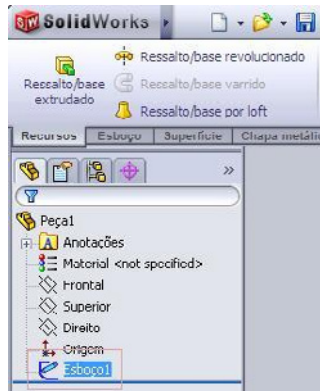 SolidWorks
Ressalto/base extrudado
Ressalto/base revolucionado
Ressalto/base varrido
Ressalto/base por loft
Recursos
Esboço
Superfície
Chapa metáli
Peça1
Anotações
Material <not specified>
Frontal
Superior
Direito
Origem
Esboço1